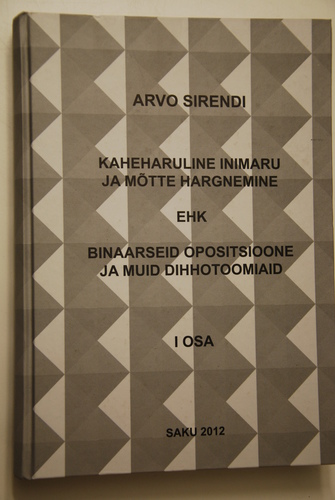 ARVO SIRENDI
KAHEHARULINE INIMARU
JA MÕTTE HARGNEMINE
EHK
BINAARSEID OPOSITSIOONE
JA MUID DIHHOTOOMIAID
I OSA
SAKU 2012